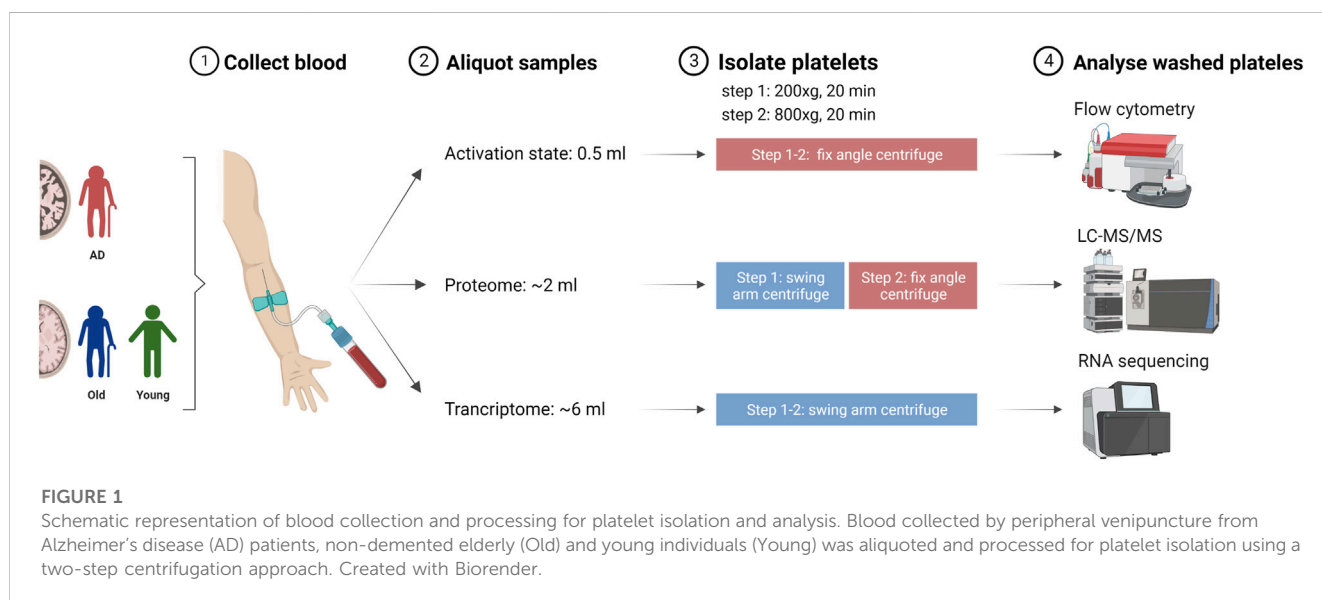 1 Collect blood
2 Aliquot samples
3 Isolate platelets
4 Analyse washed plateles
step 1: 200xg, 20 min
step 2: 800xg, 20 min
Flow cytometry
Activation state: 0.5 ml
Step 1-2: fix angle centrifuge
AD
LC-MS/MS
Proteome: ~2 ml
Step 1: swing
arm centrifuge
Step 2: fix angle
centrifuge
Old
Young
RNA sequencing
Trancriptome: ~6 ml
Step 1-2: swing arm centrifuge
FIGURE 1
Schematic representation of blood collection and processing for platelet isolation and analysis. Blood collected by peripheral venipuncture from
Alzheimer's disease (AD) patients, non-demented elderly (Old) and young individuals (Young) was aliquoted and processed for platelet isolation using a
two-step centrifugation approach. Created with Biorender.